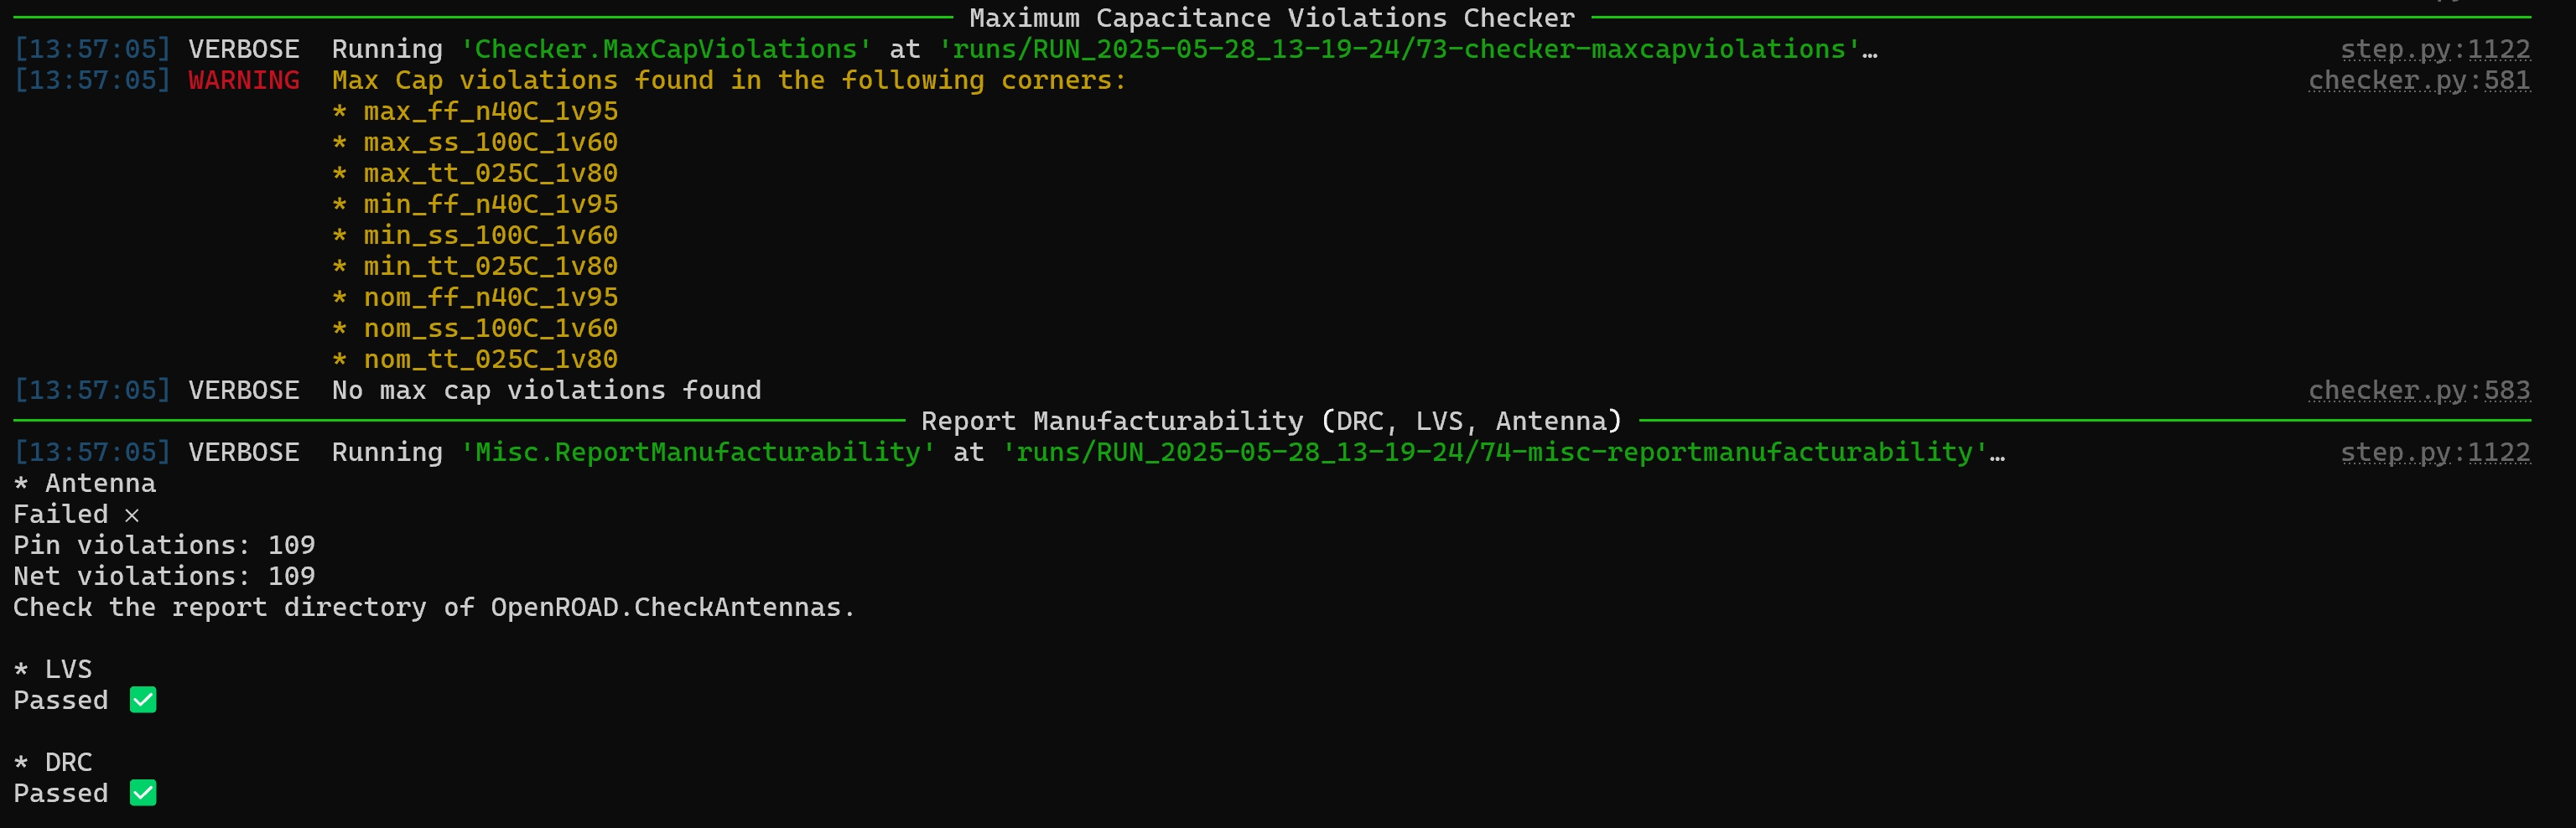 Maximum Capacitance Violations Checker
[13:57:05] VERBOSE Running 'Checker.MaxCapViolations' at 'runs/RUN_2025-05-28_13-19-24/73-checker-maxcapviolations'… step.py:1122
[13:57:05] WARNING Max Cap violations found in the following corners: checker.py:581
* max_ff_n40C_1v95
* max_ss_100C_1v60
* max_tt_025C_1v80
* min_ff_n40C_1v95
* min_ss_100C_1v60
* min_tt_025C_1v80
* nom_ff_n40C_1v95
* nom_ss_100C_1v60
* nom_tt_025C_1v80
[13:57:05] VERBOSE No max cap violations found checker.py:583
Report Manufacturability (DRC, LVS, Antenna)
[13:57:05] VERBOSE Running 'Misc.ReportManufacturability' at 'runs/RUN_2025-05-28_13-19-24/74-misc-reportmanufacturability'… step.py:1122
* Antenna
Failed ×
Pin violations: 109
Net violations: 109
Check the report directory of OpenROAD.CheckAntennas.
* LVS
Passed ✅
* DRC
Passed ✅